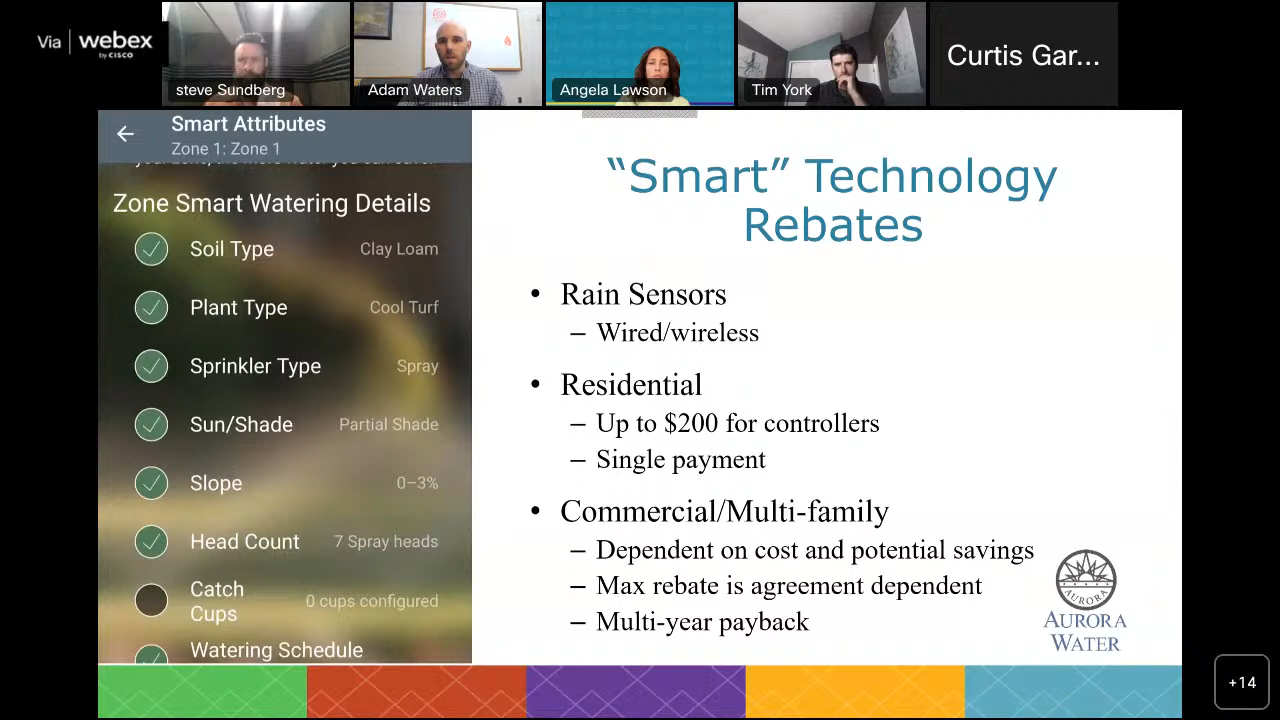 Via webex
by CISCO
steve Sundberg
Adam Waters
Angela Lawson
Tim York
Curtis Gar...
Smart Attributes
Zone 1: Zone 1
Zone Smart Watering Details
Soil Type Clay Loam
Plant Type Cool Turf
Sprinkler Type Spray
Sun/Shade Partial Shade
Slope 0–3%
Head Count 7 Spray heads
Catch
Cups 0 cups configured
Watering Schedule
“Smart” Technology
Rebates
• Rain Sensors
– Wired/wireless
• Residential
– Up to $200 for controllers
– Single payment
• Commercial/Multi-family
– Dependent on cost and potential savings
– Max rebate is agreement dependent
– Multi-year payback
AURORA
AURORA
WATER
+14